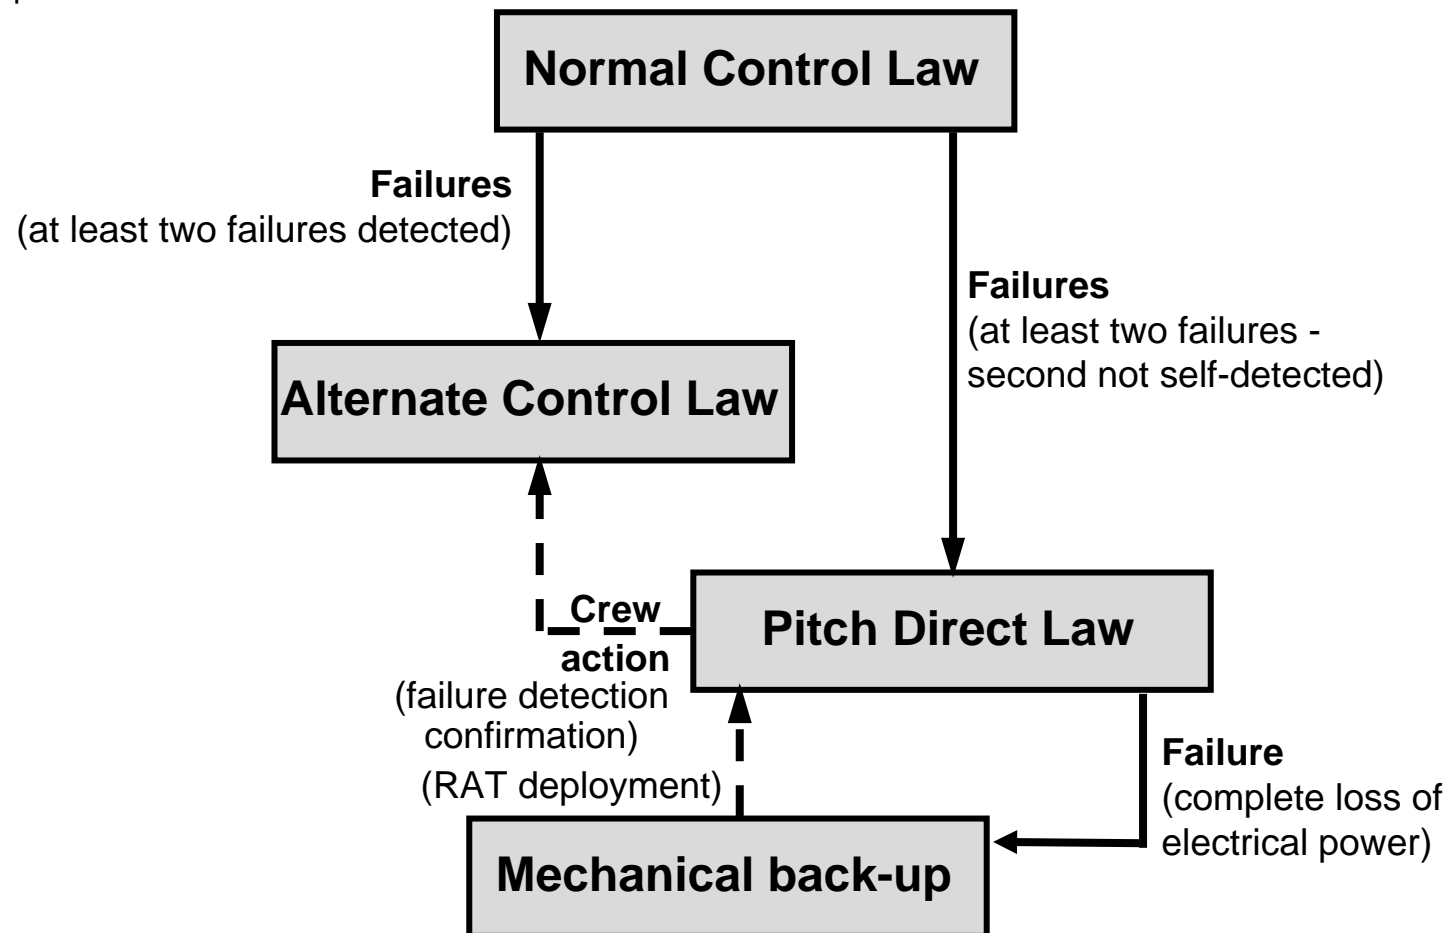 Normal Control Law
Failures
(at least two failures detected)
Failures
(at least two failures -
second not self-detected)
Alternate Control Law
Crew
action
(failure detection
confirmation)
(RAT deployment)
Pitch Direct Law
Failure
(complete loss of
electrical power)
Mechanical back-up